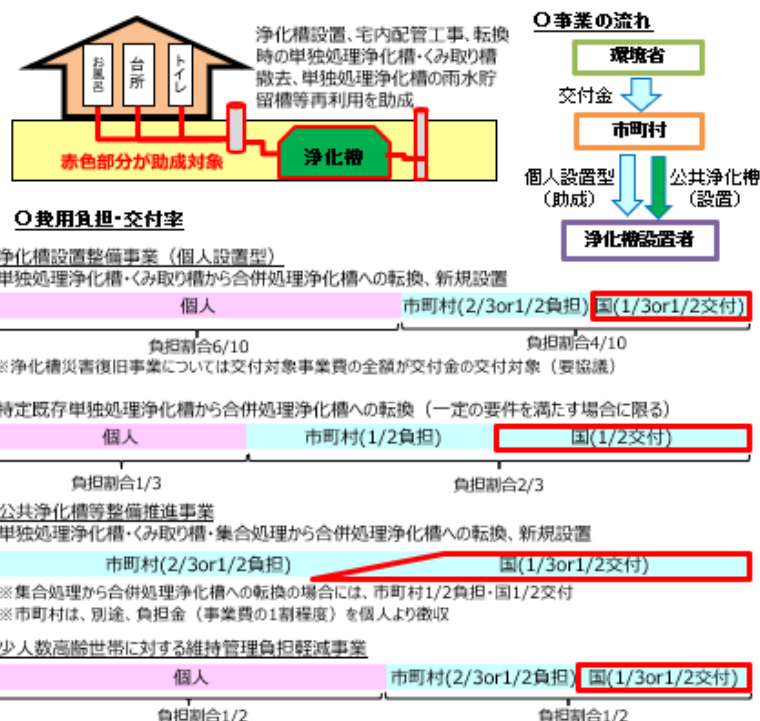 お風呂
台所
トイレ
浄化槽設置、宅内配管工事、転換
時の単独処理浄化槽・くみ取り槽
撤去、単独処理浄化槽の雨水貯
留槽等再利用を助成
赤色部分が助成対象
浄化槽
〇事業の流れ
環境省
交付金
市町村
個人設置型
（助成）
公共浄化槽
（設置）
浄化槽設置者
〇費用負担・交付率
浄化槽設置整備事業（個人設置型）
単独処理浄化槽・くみ取り槽から合併処理浄化槽への転換、新規設置
個人
市町村(2/3or1/2負担)
国(1/3or1/2交付)
負担割合6/10
負担割合4/10
※浄化槽災害復旧事業については交付対象事業費の全額が交付金の交付対象（要協議）
特定既存単独処理浄化槽から合併処理浄化槽への転換（一定の要件を満たす場合に限る）
個人
市町村(1/2負担)
国(1/2交付)
負担割合1/3
負担割合2/3
公共浄化槽等整備推進事業
単独処理浄化槽・くみ取り槽・集合処理から合併処理浄化槽への転換、新規設置
市町村(2/3or1/2負担)
国(1/3or1/2交付)
※集合処理から合併処理浄化槽への転換の場合には、市町村1/2負担・国1/2交付
※市町村は、別途、負担金（事業費の1割程度）を個人より徴収
少人数高齢世帯に対する維持管理負担軽減事業
個人
市町村(2/3or1/2負担)
国(1/3or1/2交付)
負担割合1/2
負担割合1/2